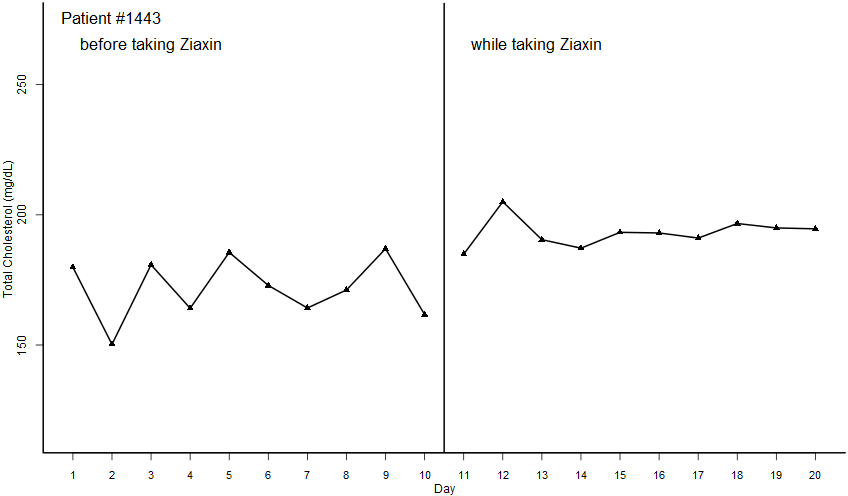 Patient #1443
before taking Ziaxin
while taking Ziaxin
Total Cholesterol (mg/dL)
250
200
150
1 2 3 4 5 6 7 8 9 10 11 12 13 14 15 16 17 18 19 20
Day